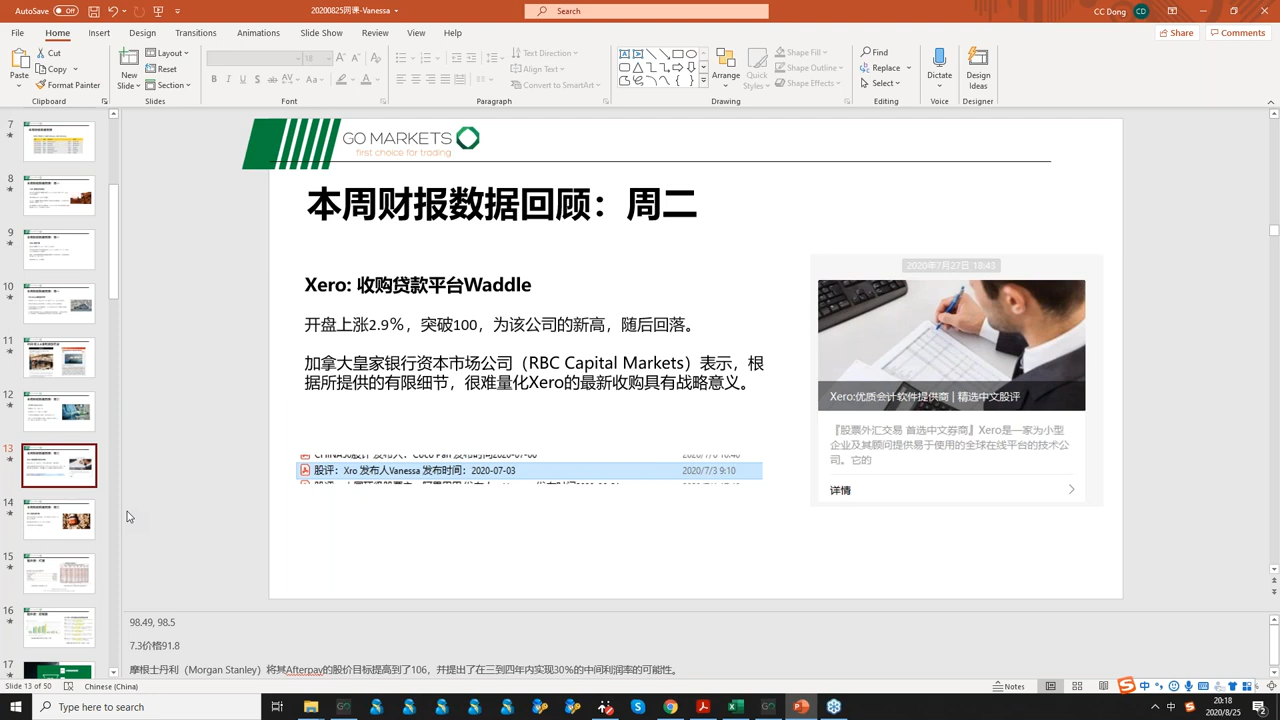 AutoSave Off
20200825网课-Vanessa
Search
CC Dong
File Home Insert Design Transitions Animations Slide Show Review View Help
Share Comments
Paste
Cut
Copy
Format Painter
Clipboard
New
Slide
Layout
Reset
Section
Slides
18
Font
Text Direction
Align Text
Convert to SmartArt
Paragraph
Arrange
Quick
Styles
Shape Fill
Shape Outline
Shape Effects
Drawing
Find
Replace
Select
Editing
Dictate
Voice
Design
Ideas
Designer
8
9
10
11
12
13
14
15
16
17
GO MARKETS
first choice for trading
本周财报数据回顾：周二
Xero: 收购贷款平台Waddle
开盘上涨2.9%，突破100，为该公司的新高，随后回落。
加拿大皇家银行资本市场公司（RBC Capital Markets）表示，根
据所提供的有限细节，很难量化Xero的最新收购具有战略意义。
股评：Xro 发布人Vanessa 发布时间：2020-07-03 2020/7/3 9:10
2020年7月27日 18:43
Xero:优质会计软件提供商 | 精选中文股评
『股票外汇交易 首选中文券商』Xero是一家为小型
企业及其顾问提供易于使用的全球在线平台的技术公
司。它的
详情
98.49, 98.5
7.3价格91.8
摩根士丹利（Morgan Stanley）将其Afterpay的股价目标提高到了106，并提出了在三到三年内实现30%的中间利润率的可能性。
Slide 13 of 50 Chinese (China)
Notes
中
Type here to search
20:18
2020/8/25